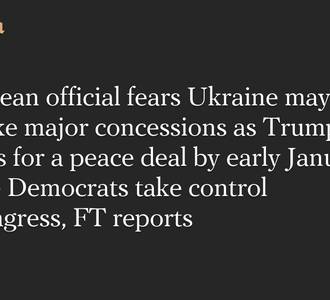 ean official fears Ukraine may
ke major concessions as Trump
s for a peace deal by early Janu
Democrats take control
ngress, FT reports